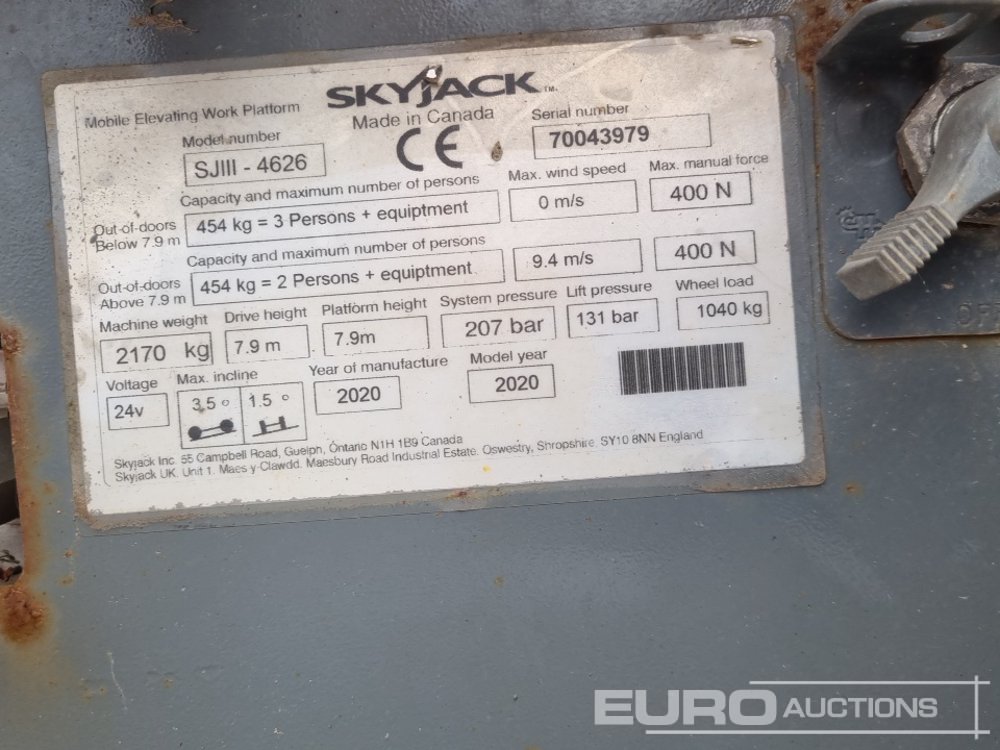 SKYJACK TM
Mobile Elevating Work Platform
Made in Canada
Model number
SJIII - 4626
CE
Serial number
70043979
Capacity and maximum number of persons
Max. wind speed
Max. manual force
Out-of-doors
Below 7.9 m
454 kg = 3 Persons + equiptment
0 m/s
400 N
Capacity and maximum number of persons
Out-of-doors
Above 7.9 m
454 kg = 2 Persons + equiptment
9.4 m/s
400 N
Machine weight
Drive height
Platform height
System pressure
Lift pressure
Wheel load
2170 kg
7.9 m
7.9m
207 bar
131 bar
1040 kg
Voltage
Max. incline
Year of manufacture
Model year
24v
3.5 o
1.5 o
2020
2020
Skyjack Inc. 55 Campbell Road, Guelph, Ontario N1H 1B9 Canada
Skyjack UK. Unit 1. Maes y Clawdd. Maesbury Road Industrial Estate. Oswestry, Shropshire. SY10 8NN England
EURO AUCTIONS